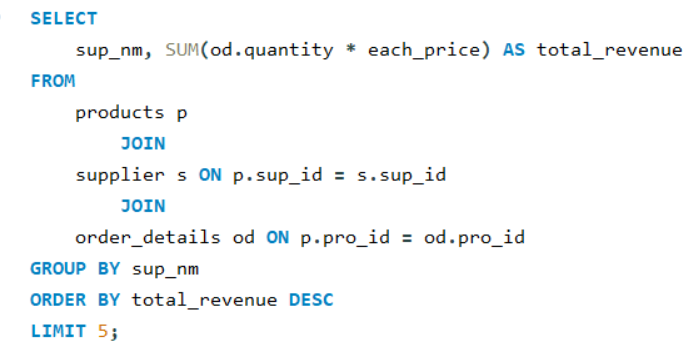 SELECT
sup_nm, SUM(od.quantity * each_price) AS total_revenue
FROM
products p
JOIN
supplier s ON p.sup_id = s.sup_id
JOIN
order_details od ON p.pro_id = od.pro_id
GROUP BY sup_nm
ORDER BY total_revenue DESC
LIMIT 5;